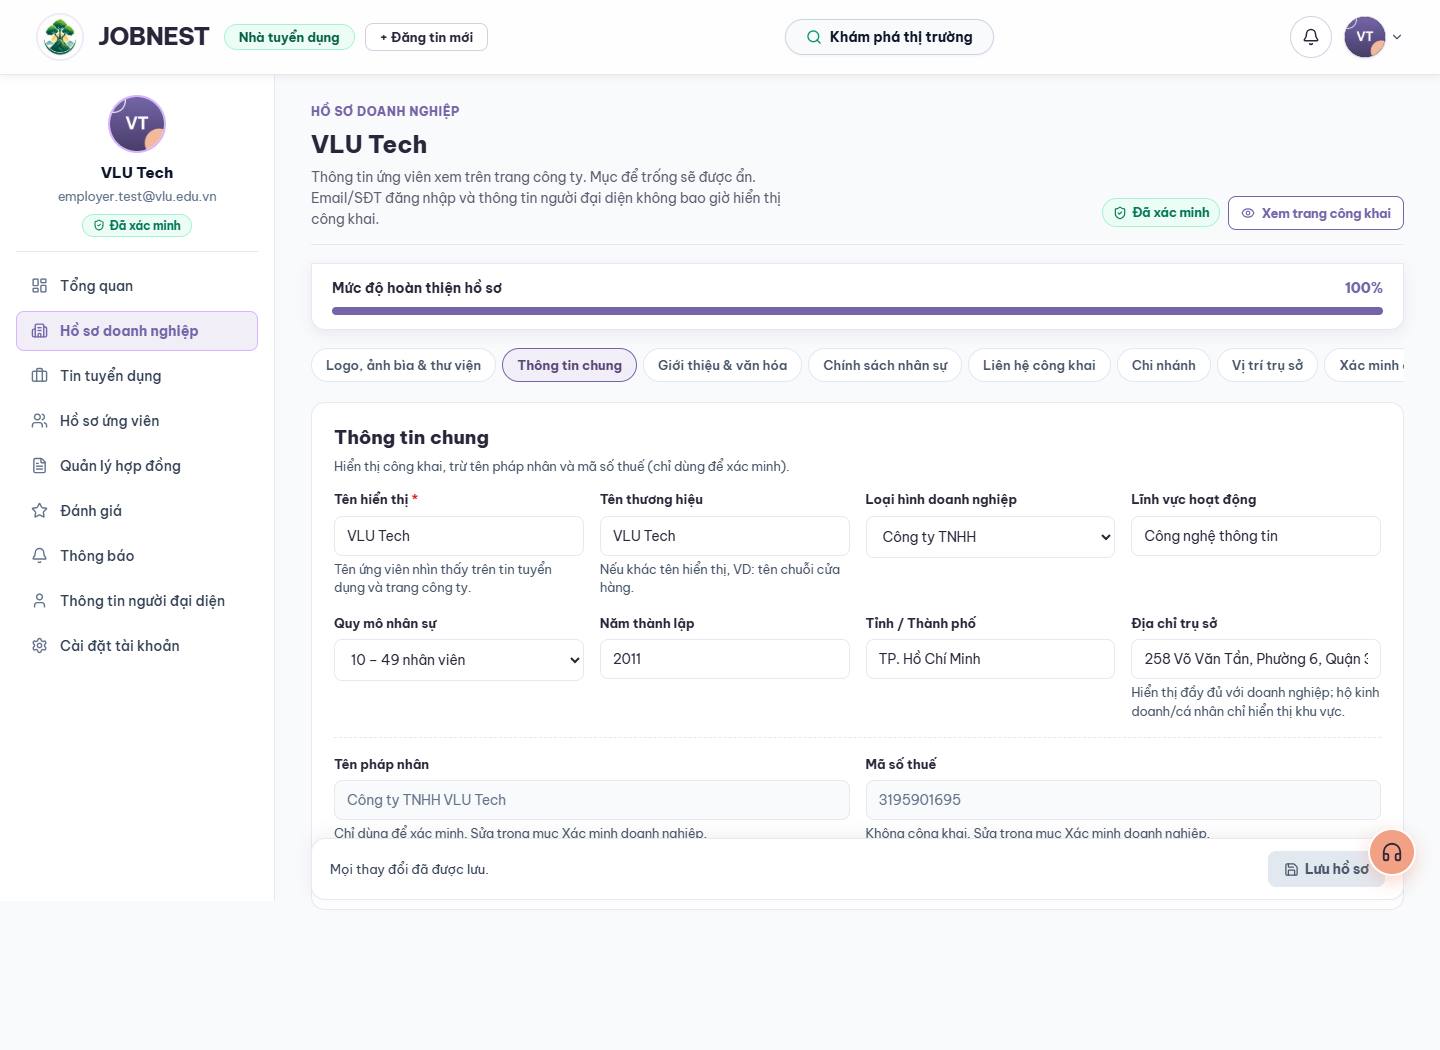 JOBNEST
Nhà tuyển dụng
+ Đăng tin mới
Khám phá thị trường
VT
VT
VLU Tech
employer.test@vlu.edu.vn
Đã xác minh
Tổng quan
Hồ sơ doanh nghiệp
Tin tuyển dụng
Hồ sơ ứng viên
Quản lý hợp đồng
Đánh giá
Thông báo
Thông tin người đại diện
Cài đặt tài khoản
HỒ SƠ DOANH NGHIỆP
VLU Tech
Thông tin ứng viên xem trên trang công ty. Mục để trống sẽ được ẩn.
Email/SĐT đăng nhập và thông tin người đại diện không bao giờ hiển thị
công khai.
Đã xác minh
Xem trang công khai
Mức độ hoàn thiện hồ sơ
100%
Logo, ảnh bìa & thư viện
Thông tin chung
Giới thiệu & văn hóa
Chính sách nhân sự
Liên hệ công khai
Chi nhánh
Vị trí trụ sở
Xác minh
Thông tin chung
Hiển thị công khai, trừ tên pháp nhân và mã số thuế (chỉ dùng để xác minh).
Tên hiển thị *
Tên thương hiệu
Loại hình doanh nghiệp
Lĩnh vực hoạt động
VLU Tech
VLU Tech
Công ty TNHH
Công nghệ thông tin
Tên ứng viên nhìn thấy trên tin tuyển
dụng và trang công ty.
Nếu khác tên hiển thị, VD: tên chuỗi cửa
hàng.
Quy mô nhân sự
Năm thành lập
Tỉnh / Thành phố
Địa chỉ trụ sở
10 – 49 nhân viên
2011
TP. Hồ Chí Minh
258 Võ Văn Tần, Phường 6, Quận 3
Hiển thị đầy đủ với doanh nghiệp; hộ kinh
doanh/cá nhân chỉ hiển thị khu vực.
Tên pháp nhân
Mã số thuế
Công ty TNHH VLU Tech
3195901695
Chỉ dùng để xác minh. Sửa trong mục Xác minh doanh nghiệp.
Không công khai. Sửa trong mục Xác minh doanh nghiệp.
Mọi thay đổi đã được lưu.
Lưu hồ sơ